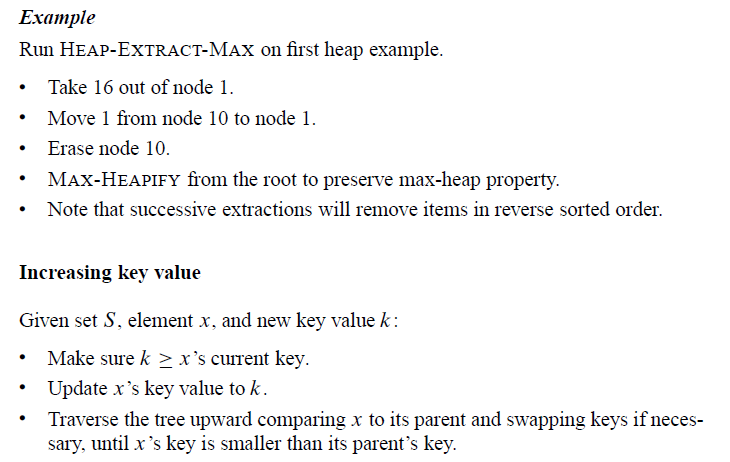 Example
Run HEAP-EXTRACT-MAX on first heap example.
• Take 16 out of node 1.
• Move 1 from node 10 to node 1.
• Erase node 10.
• MAX-HEAPIFY from the root to preserve max-heap property.
• Note that successive extractions will remove items in reverse sorted order.
Increasing key value
Given set S, element x, and new key value k:
• Make sure k ≥ x’s current key.
• Update x’s key value to k.
• Traverse the tree upward comparing x to its parent and swapping keys if neces-
sary, until x’s key is smaller than its parent’s key.